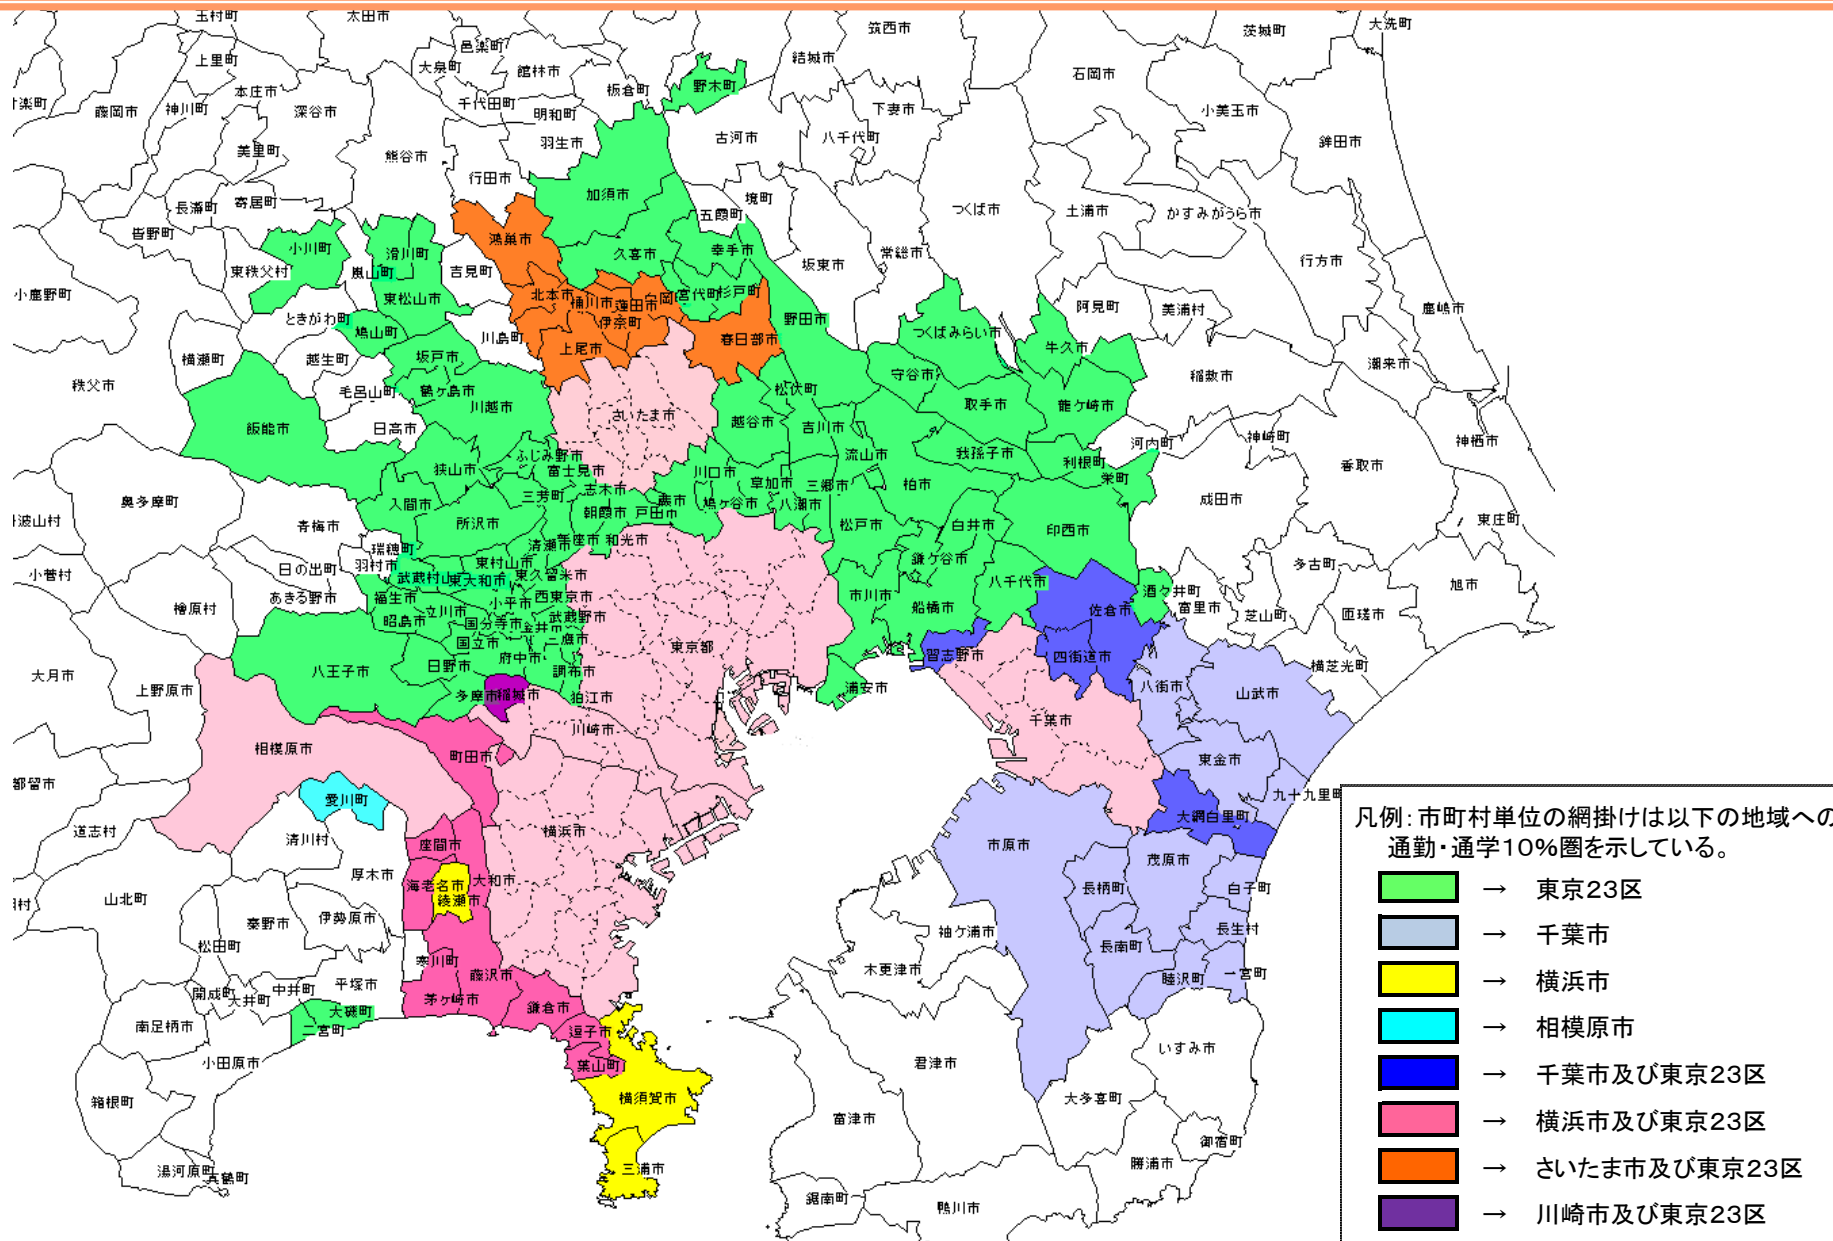 玉村町
太田市
筑西市
茨城町
大洗町
上里町
邑楽町
大泉町
館林市
結城市
石岡市
本庄市
板倉町
野木町
藤岡市
神川町
深谷市
千代田町
明和町
下妻市
小美玉市
羽生市
古河市
八千代町
鉾田市
美里町
熊谷市
行田市
加須市
境町
長瀞町
寄居町
五霞町
つくば市
土浦市
かすみがうら市
皆野町
小川町
滑川町
鴻巣市
久喜市
幸手市
坂東市
常総市
行方市
東秩父村
嵐山町
吉見町
小鹿野町
東松山市
北本市
桶川市
蓮田市
宮代町
杉戸町
阿見町
美浦村
鹿嶋市
ときがわ町
鳩山町
川島町
伊奈町
野田市
つくばみらい市
横瀬町
越生町
坂戸市
上尾市
春日部市
牛久市
潮来市
秩父市
毛呂山町
鶴ヶ島市
松伏町
守谷市
稲敷市
川越市
さいたま市
取手市
龍ケ崎市
飯能市
日高市
越谷市
吉川市
河内町
神崎町
神栖市
狭山市
ふじみ野市
流山市
我孫子市
利根町
香取市
富士見市
川口市
栄町
奥多摩町
入間市
三芳町
志木市
蕨市
鳩ヶ谷市
草加市
三郷市
柏市
成田市
青梅市
所沢市
朝霞市
戸田市
八潮市
松戸市
白井市
印西市
東庄町
瑞穂町
清瀬市
和光市
小菅村
日の出町
羽村市
東村山市
鎌ケ谷市
多古町
旭市
武蔵村山
東大和市
東久留米市
八千代市
檜原村
あきる野市
福生市
立川市
小平市
西東京市
市川市
船橋市
佐倉市
酒々井町
富里市
芝山町
匝瑳市
昭島市
国分寺市
武蔵野市
国立市
東京都
習志野市
四街道市
横芝光町
大月市
上野原市
八王子市
日野市
府中市
調布市
浦安市
八街市
山武市
多摩市
稲城市
狛江市
相模原市
町田市
川崎市
千葉市
東金市
都留市
愛川町
九十九里町
道志村
清川村
座間市
横浜市
市原市
大網白里町
厚木市
海老名市
大和市
茂原市
山北町
綾瀬市
長柄町
白子町
秦野市
伊勢原市
松田町
寒川町
藤沢市
袖ケ浦市
長南町
長生村
開成町
大井町
中井町
平塚市
茅ヶ崎市
木更津市
睦沢町
一宮町
南足柄市
二宮町
大磯町
鎌倉市
逗子市
小田原市
葉山町
君津市
いすみ市
箱根町
横須賀市
富津市
大多喜町
湯河原町
真鶴町
三浦市
御宿町
勝浦市
鋸南町
鴨川市
凡例：市町村単位の網掛けは以下の地域への
通勤・通学10%圏を示している。
→ 東京23区
→ 千葉市
→ 横浜市
→ 相模原市
→ 千葉市及び東京23区
→ 横浜市及び東京23区
→ さいたま市及び東京23区
→ 川崎市及び東京23区